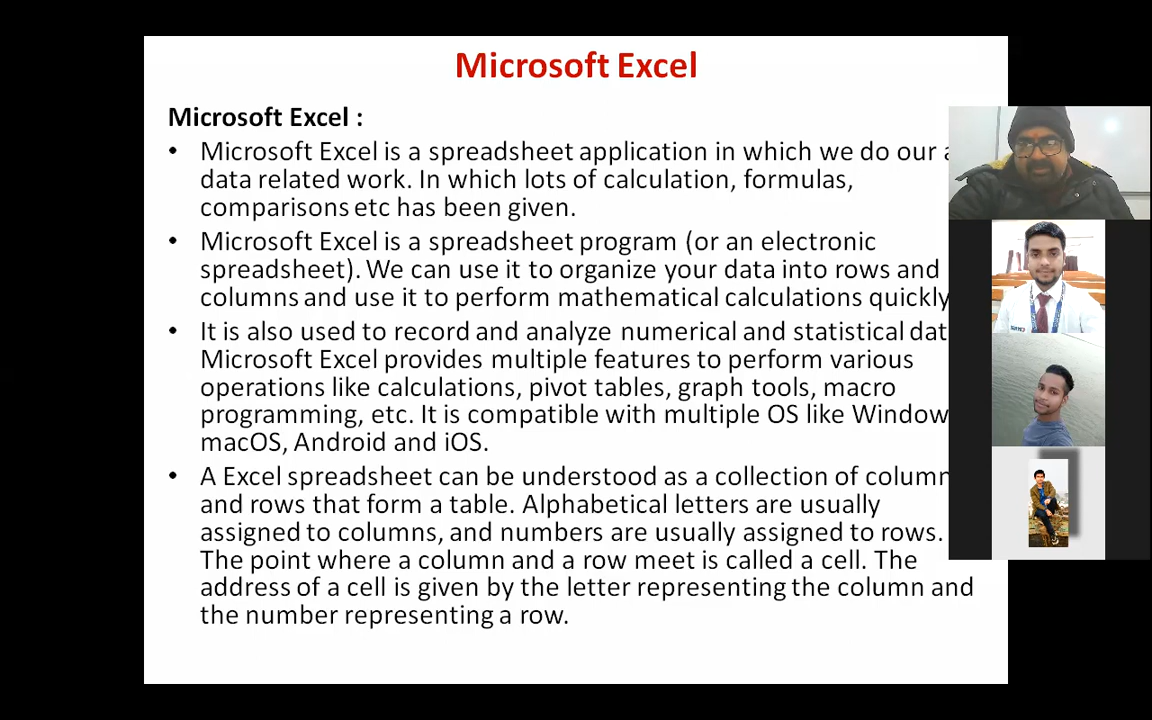 Microsoft Excel
Microsoft Excel :
• Microsoft Excel is a spreadsheet application in which we do our
data related work. In which lots of calculation, formulas,
comparisons etc has been given.
• Microsoft Excel is a spreadsheet program (or an electronic
spreadsheet). We can use it to organize your data into rows and
columns and use it to perform mathematical calculations quickly
• It is also used to record and analyze numerical and statistical dat
Microsoft Excel provides multiple features to perform various
operations like calculations, pivot tables, graph tools, macro
programming, etc. It is compatible with multiple OS like Window
macOS, Android and iOS.
• A Excel spreadsheet can be understood as a collection of column
and rows that form a table. Alphabetical letters are usually
assigned to columns, and numbers are usually assigned to rows.
The point where a column and a row meet is called a cell. The
address of a cell is given by the letter representing the column and
the number representing a row.